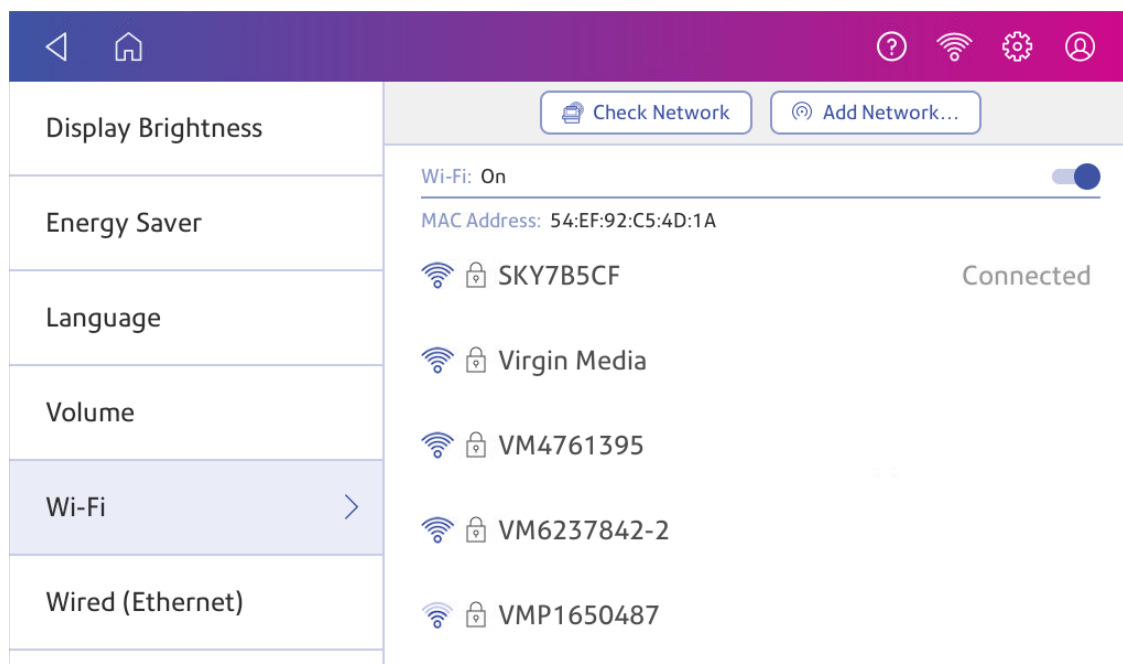 Check Network
Add Network...
Display Brightness
Energy Saver
Language
Volume
Wi-Fi
Wired (Ethernet)
Wi-Fi: On
MAC Address: 54:EF:92:C5:4D:1A
SKY7B5CF Connected
Virgin Media
VM4761395
VM6237842-2
VMP1650487